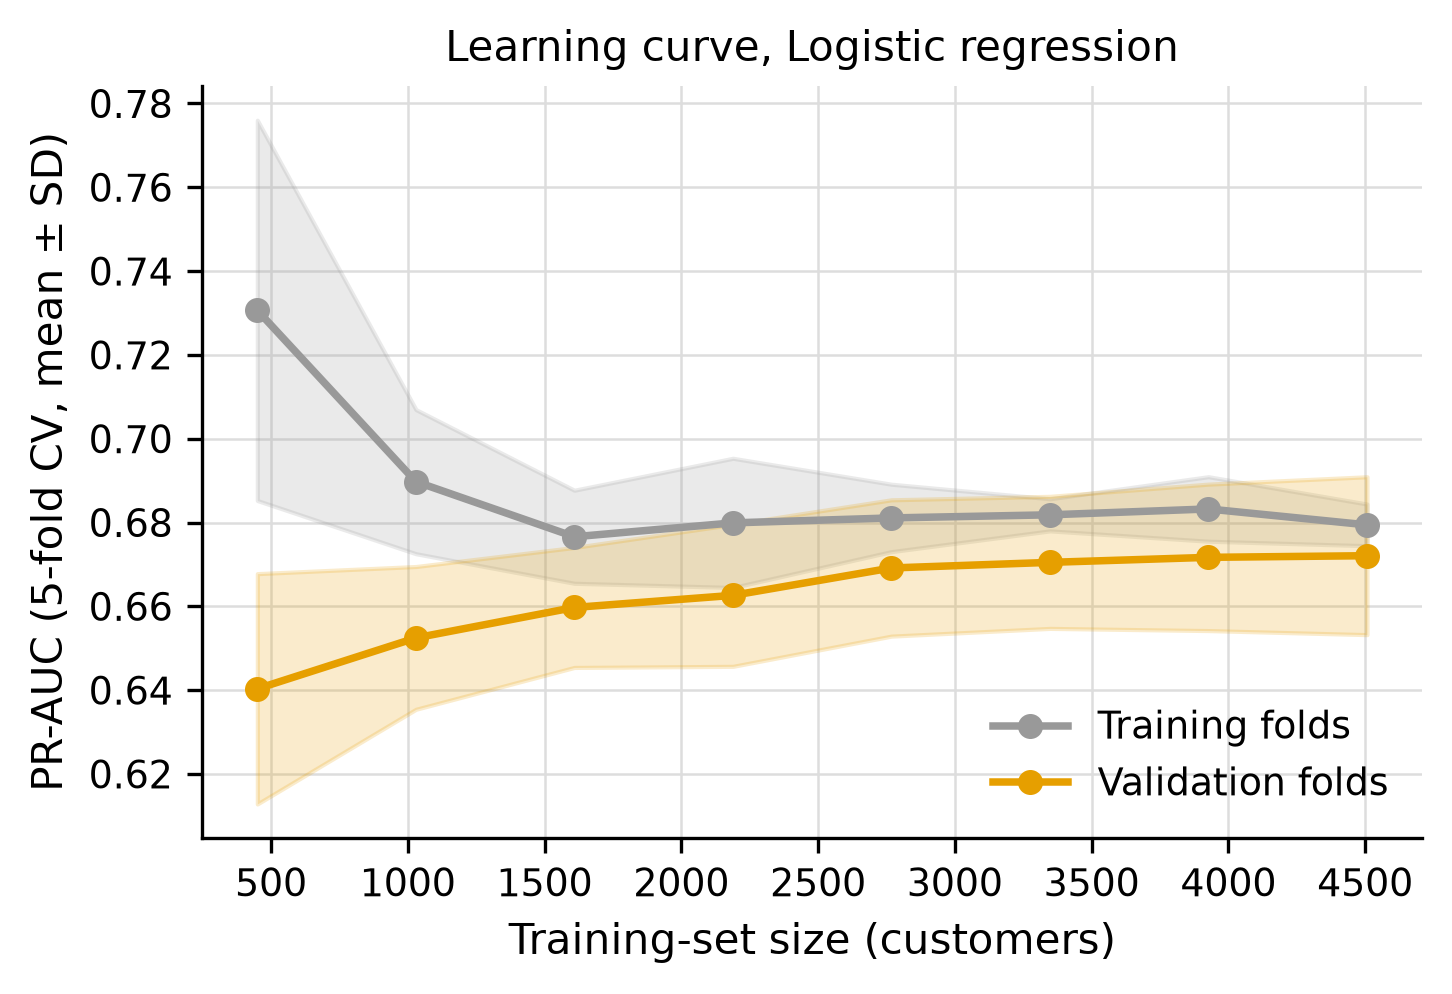 Learning curve, Logistic regression
PR-AUC (5-fold CV, mean ± SD)
0.78
0.76
0.74
0.72
0.70
0.68
0.66
0.64
0.62
Training folds
Validation folds
500 1000 1500 2000 2500 3000 3500 4000 4500
Training-set size (customers)